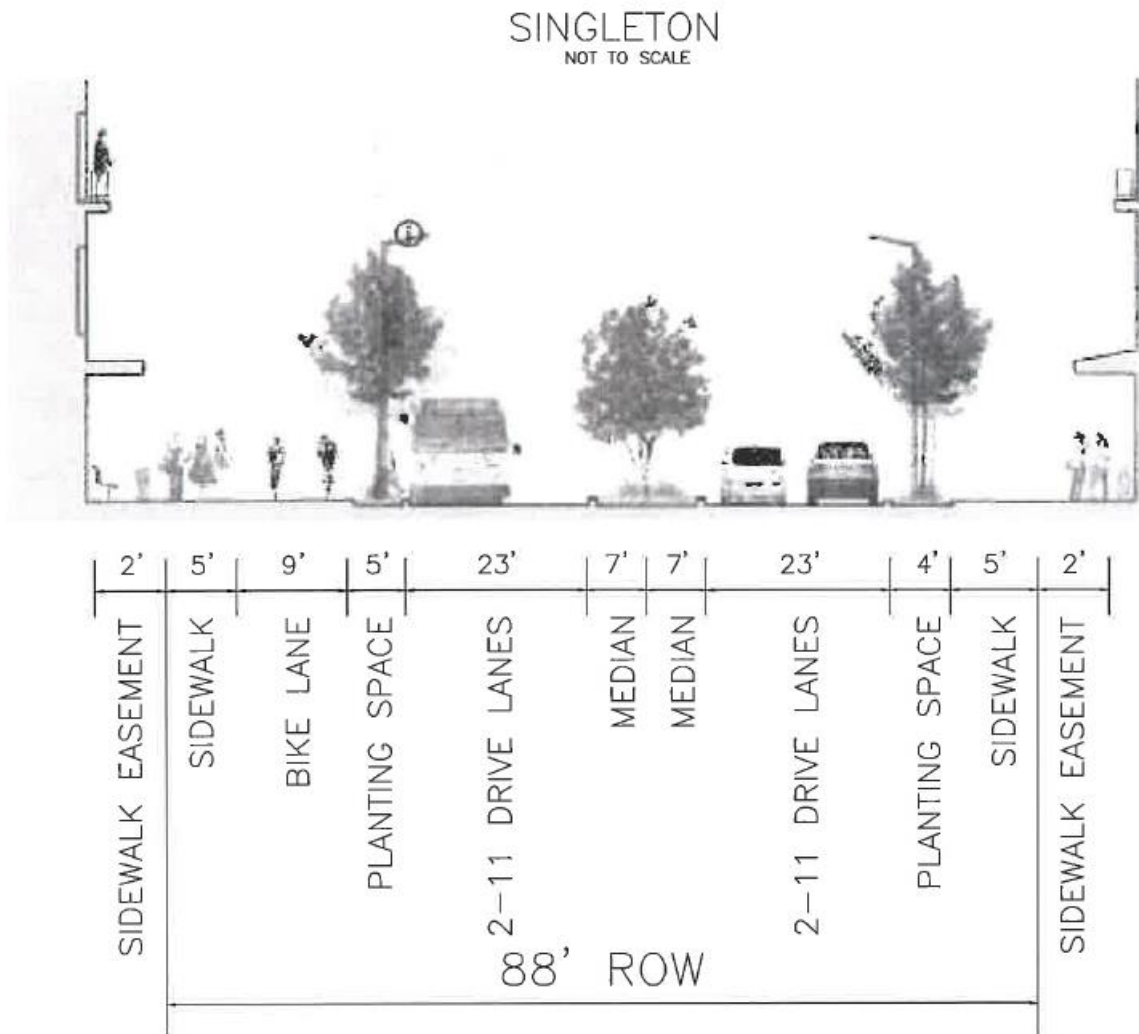 SINGLETON
NOT TO SCALE
2' 5' 9' 5' 23' 7' 7' 23' 4' 5' 2'
SIDEWALK EASEMENT
SIDEWALK
BIKE LANE
PLANTING SPACE
2-11 DRIVE LANES
MEDIAN
MEDIAN
2-11 DRIVE LANES
PLANTING SPACE
SIDEWALK
SIDEWALK EASEMENT
88' ROW